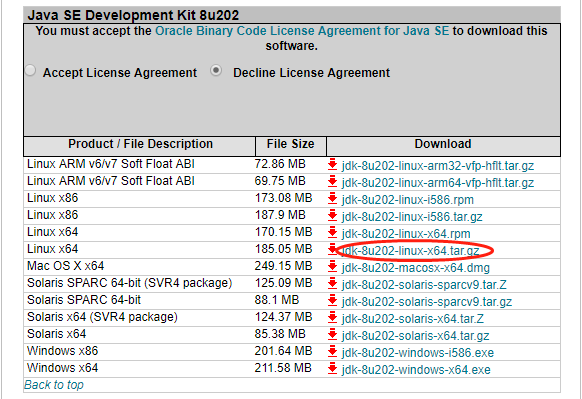 Java SE Development Kit 8u202
You must accept the Oracle Binary Code License Agreement for Java SE to download this
software.
Accept License Agreement Decline License Agreement
Product / File Description File Size Download
Linux ARM v6/v7 Soft Float ABI 72.86 MB jdk-8u202-linux-arm32-vfp-hflt.tar.gz
Linux ARM v6/v7 Soft Float ABI 69.75 MB jdk-8u202-linux-arm64-vfp-hflt.tar.gz
Linux x86 173.08 MB jdk-8u202-linux-i586.rpm
Linux x86 187.9 MB jdk-8u202-linux-i586.tar.gz
Linux x64 170.15 MB jdk-8u202-linux-x64.rpm
Linux x64 185.05 MB jdk-8u202-linux-x64.tar.gz
Mac OS X x64 249.15 MB jdk-8u202-macosx-x64.dmg
Solaris SPARC 64-bit (SVR4 package) 125.09 MB jdk-8u202-solaris-sparcv9.tar.Z
Solaris SPARC 64-bit 88.1 MB jdk-8u202-solaris-sparcv9.tar.gz
Solaris x64 (SVR4 package) 124.37 MB jdk-8u202-solaris-x64.tar.Z
Solaris x64 85.38 MB jdk-8u202-solaris-x64.tar.gz
Windows x86 201.64 MB jdk-8u202-windows-i586.exe
Windows x64 211.58 MB jdk-8u202-windows-x64.exe
Back to top